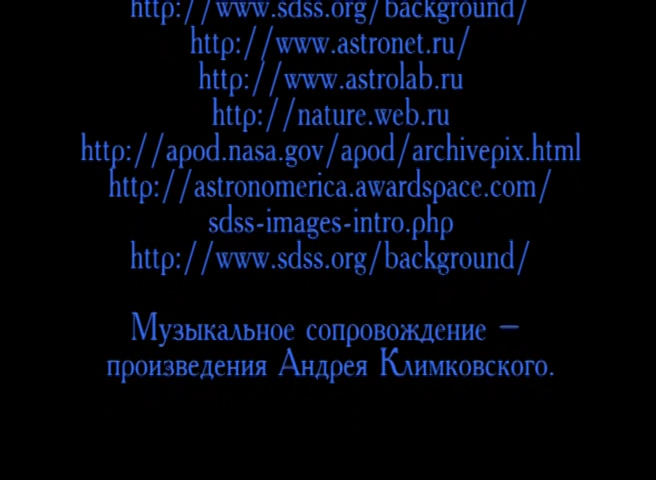 http://www.sdss.org/background/
http://www.astronet.ru/
http://www.astrolab.ru
http://nature.web.ru
http://apod.nasa.gov/apod/archivepix.html
http://astronomerica.awardspace.com/
sdss-images-intro.php
http://www.sdss.org/background/
Музыкальное сопровождение –
произведения Андрея Климковского.